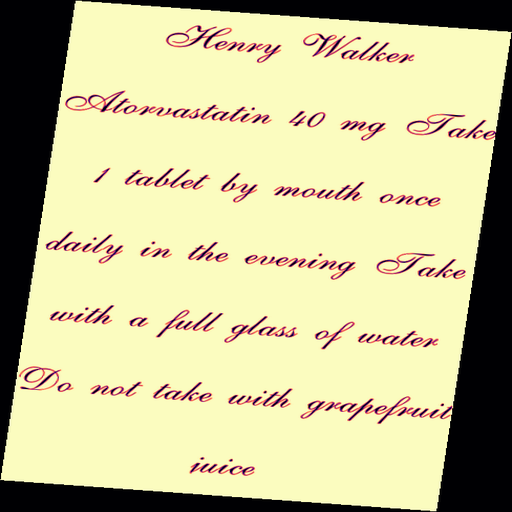 Henry Walker
Atorvastatin 40 mg Take
1 tablet by mouth once
daily in the evening Take
with a full glass of water
Do not take with grapefruit
juice